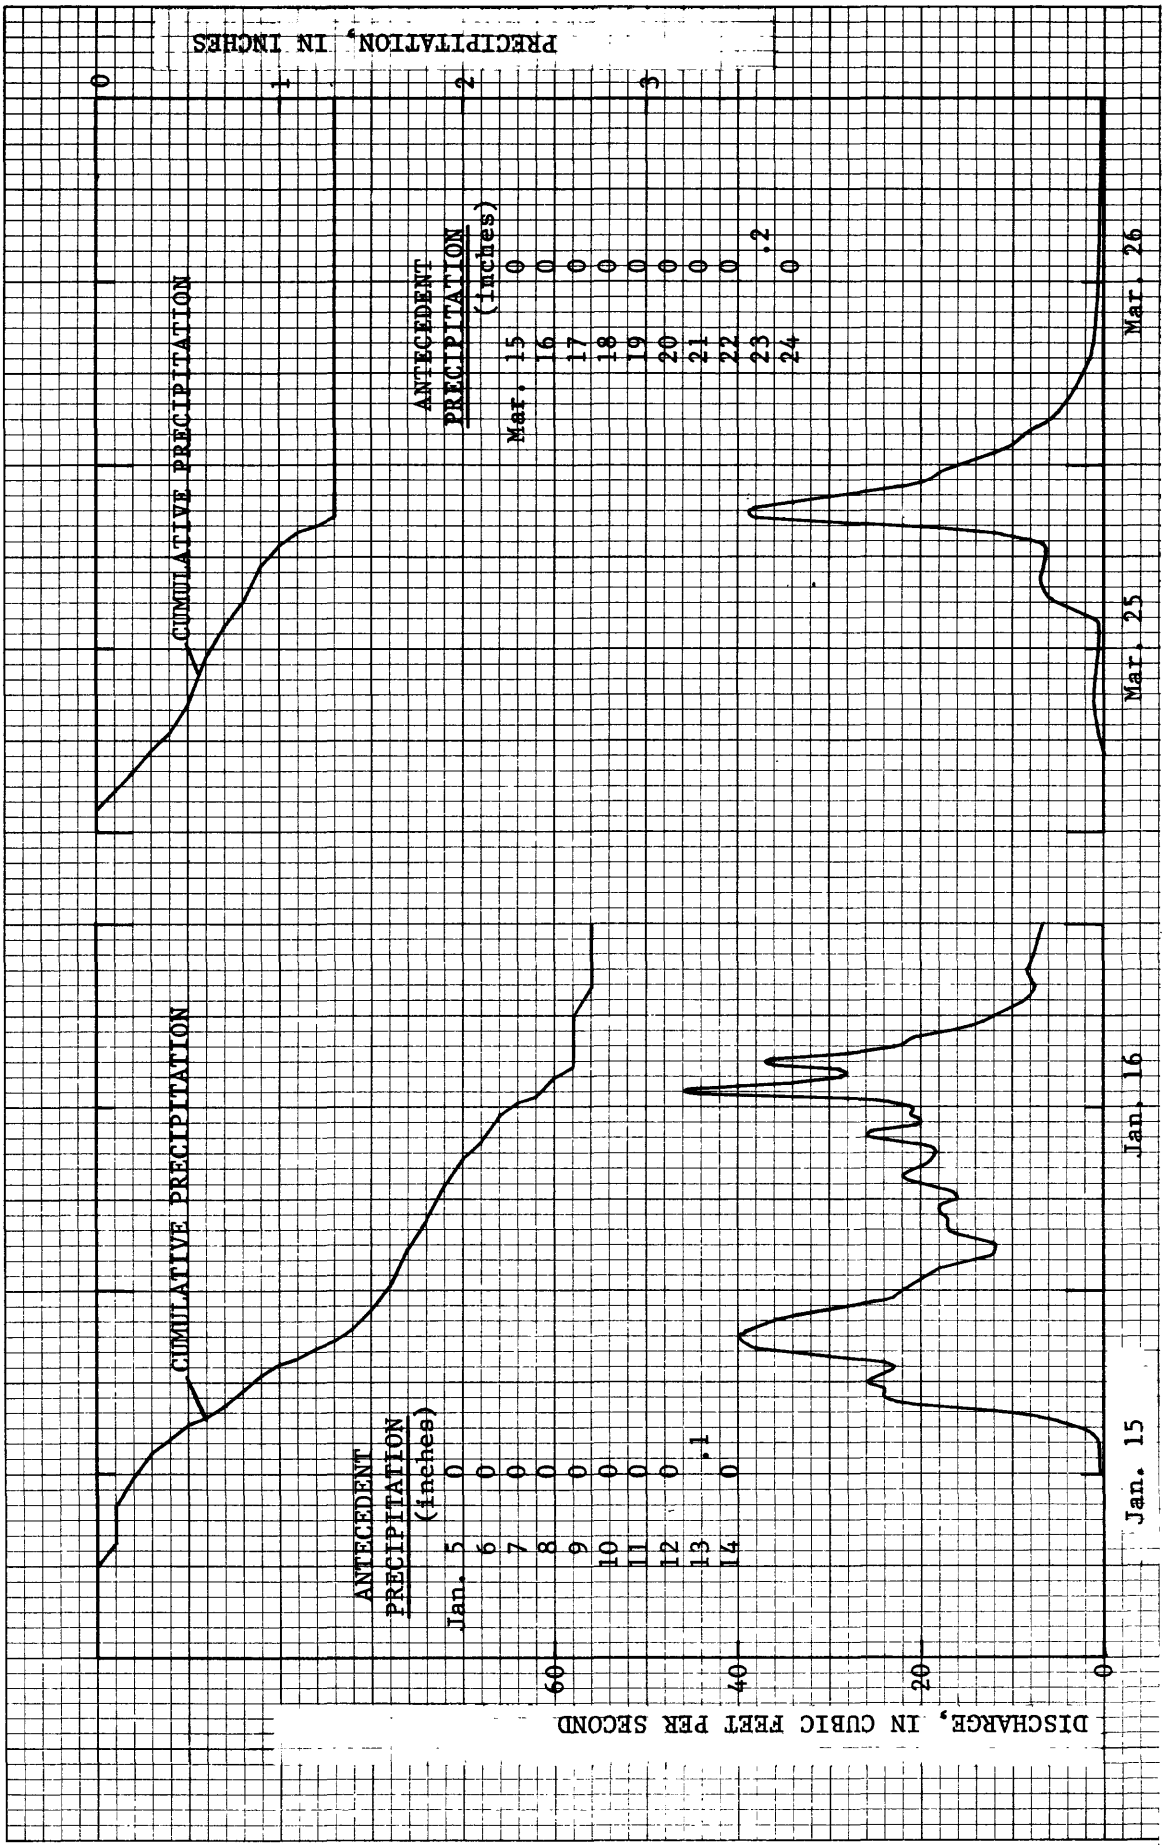 PRECIPITATION, IN INCHES
0
1
2
3
CUMULATIVE PRECIPITATION
CUMULATIVE PRECIPITATION
ANTECEDENT
PRECIPITATION
(inches)
Jan. 5 0
6 0
7 0
8 0
9 0
10 0
11 0
12 0
13 .1
14 0
ANTECEDENT
PRECIPITATION
(inches)
Mar. 15 0
16 0
17 0
18 0
19 0
20 0
21 0
22 0
23 .2
24 0
DISCHARGE, IN CUBIC FEET PER SECOND
60
40
20
0
Jan. 15
Jan. 16
Mar. 25
Mar. 26